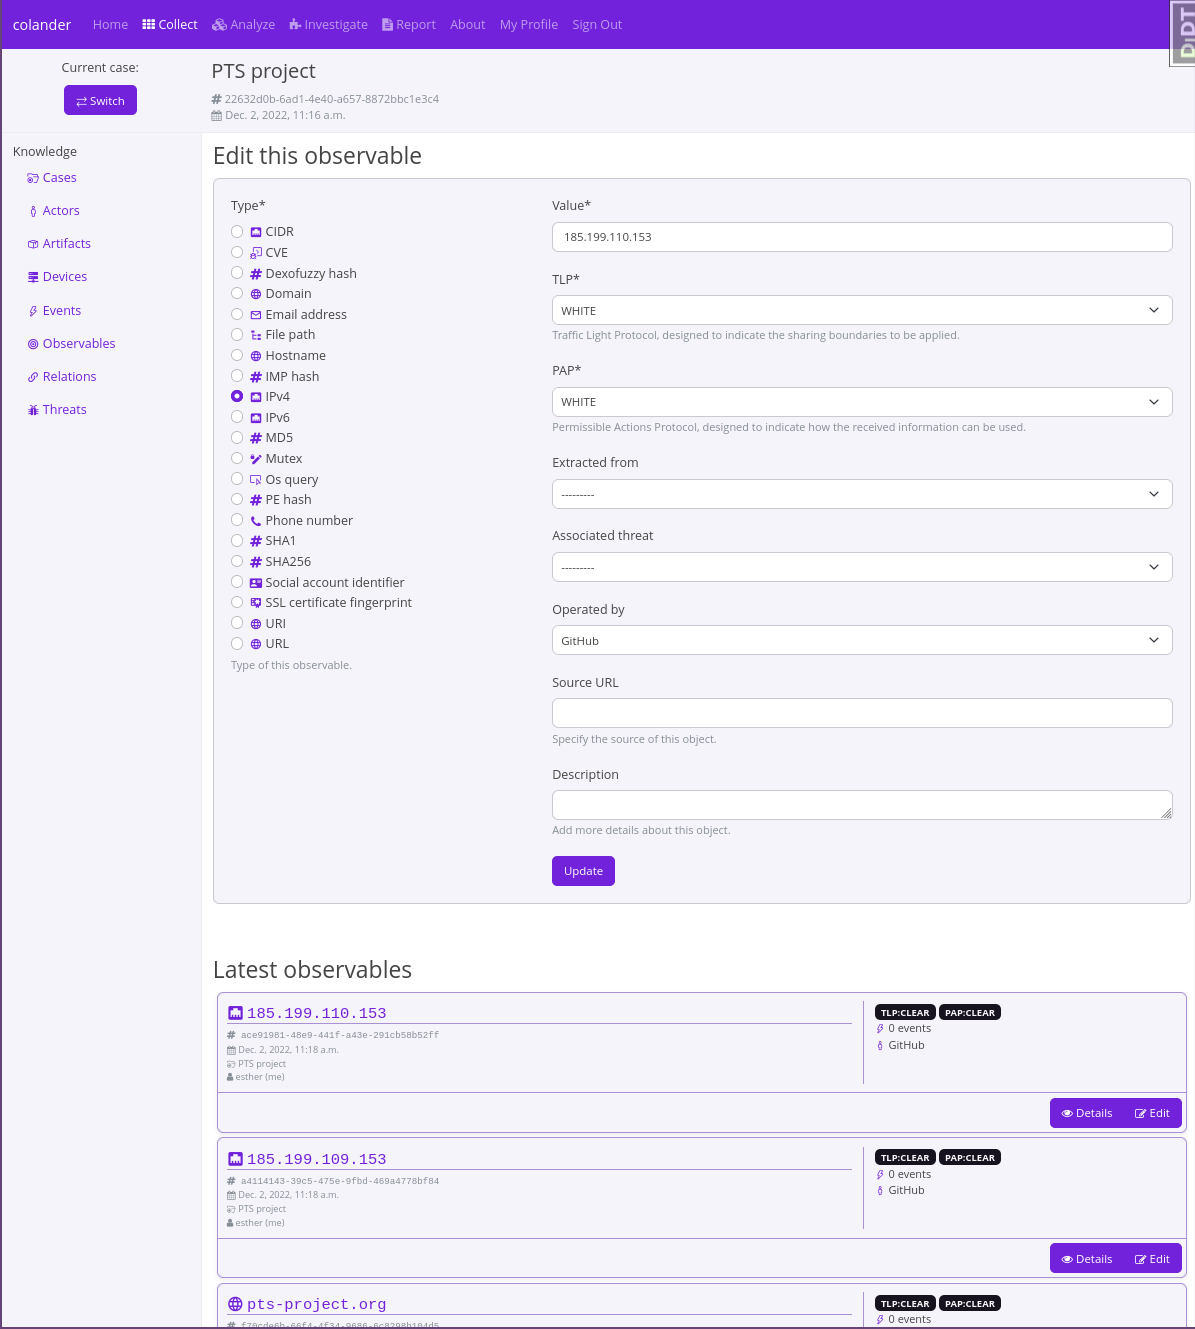 colander Home Collect Analyze Investigate Report About My Profile Sign Out
DjDT
Current case:
Switch
PTS project
22632d0b-6ad1-4e40-a657-8872bbc1e3c4
Dec. 2, 2022, 11:16 a.m.
Knowledge
Cases
Actors
Artifacts
Devices
Events
Observables
Relations
Threats
Edit this observable
Type*
CIDR
CVE
Dexofuzzy hash
Domain
Email address
File path
Hostname
IMP hash
IPv4
IPv6
MD5
Mutex
Os query
PE hash
Phone number
SHA1
SHA256
Social account identifier
SSL certificate fingerprint
URI
URL
Type of this observable.
Value*
185.199.110.153
TLP*
WHITE
Traffic Light Protocol, designed to indicate the sharing boundaries to be applied.
PAP*
WHITE
Permissible Actions Protocol, designed to indicate how the received information can be used.
Extracted from
---------
Associated threat
---------
Operated by
GitHub
Source URL
Specify the source of this object.
Description
Add more details about this object.
Update
Latest observables
185.199.110.153
ace91981-48e9-441f-a43e-291cb58b52ff
Dec. 2, 2022, 11:18 a.m.
PTS project
esther (me)
TLP:CLEAR PAP:CLEAR
0 events
GitHub
Details Edit
185.199.109.153
a4114143-39c5-475e-9fbd-469a4778bf84
Dec. 2, 2022, 11:18 a.m.
PTS project
esther (me)
TLP:CLEAR PAP:CLEAR
0 events
GitHub
Details Edit
pts-project.org
TLP:CLEAR PAP:CLEAR
0 events